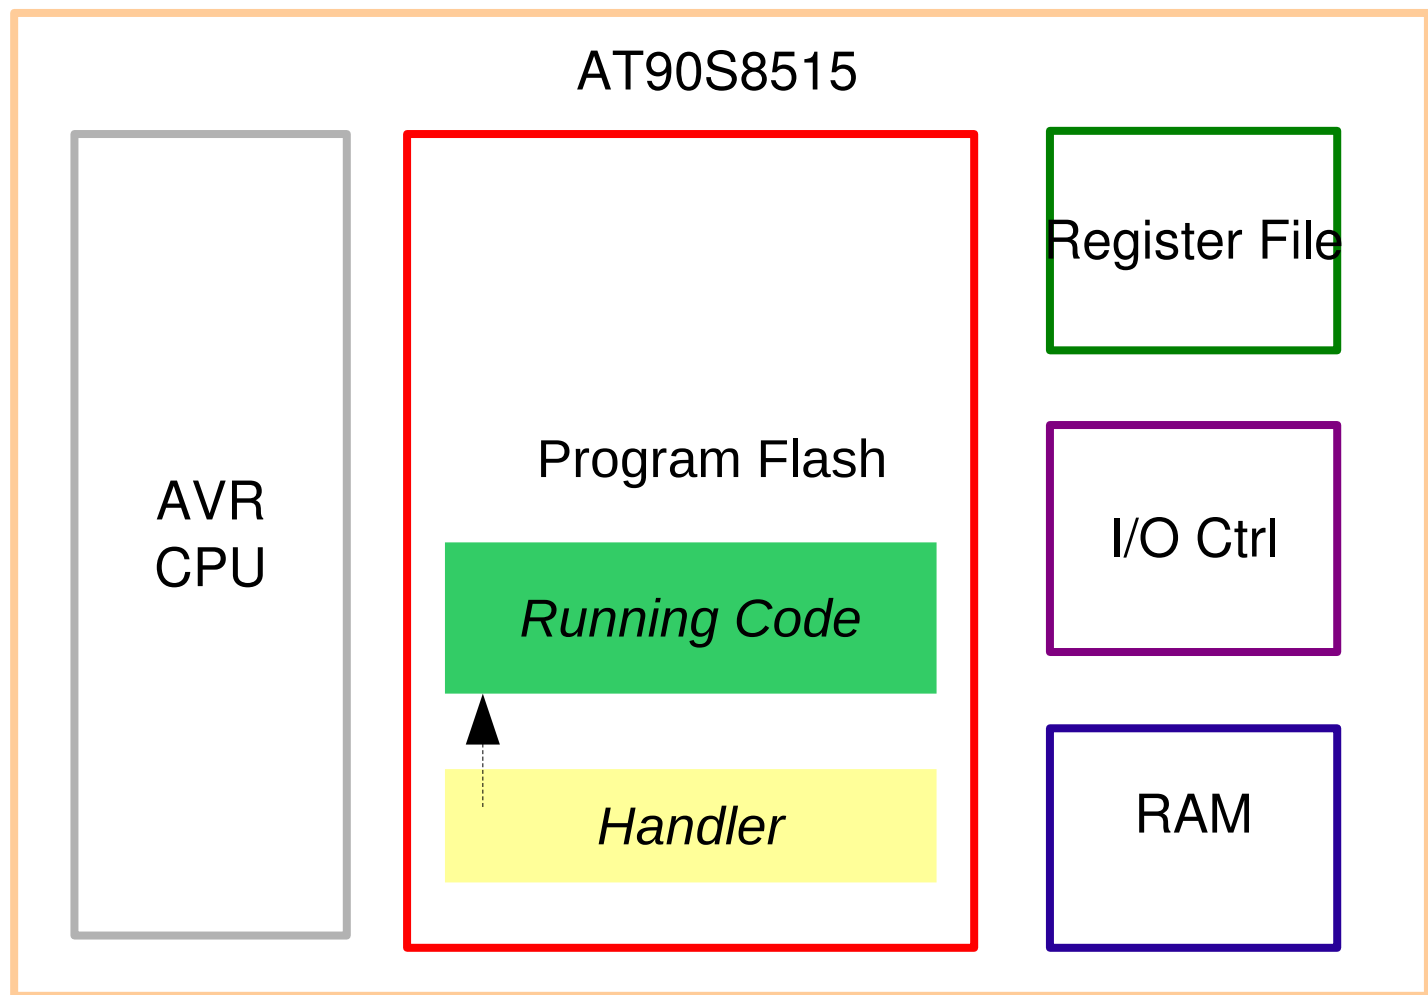 AT90S8515
AVR
CPU
Program Flash
Running Code
Handler
Register File
I/O Ctrl
RAM